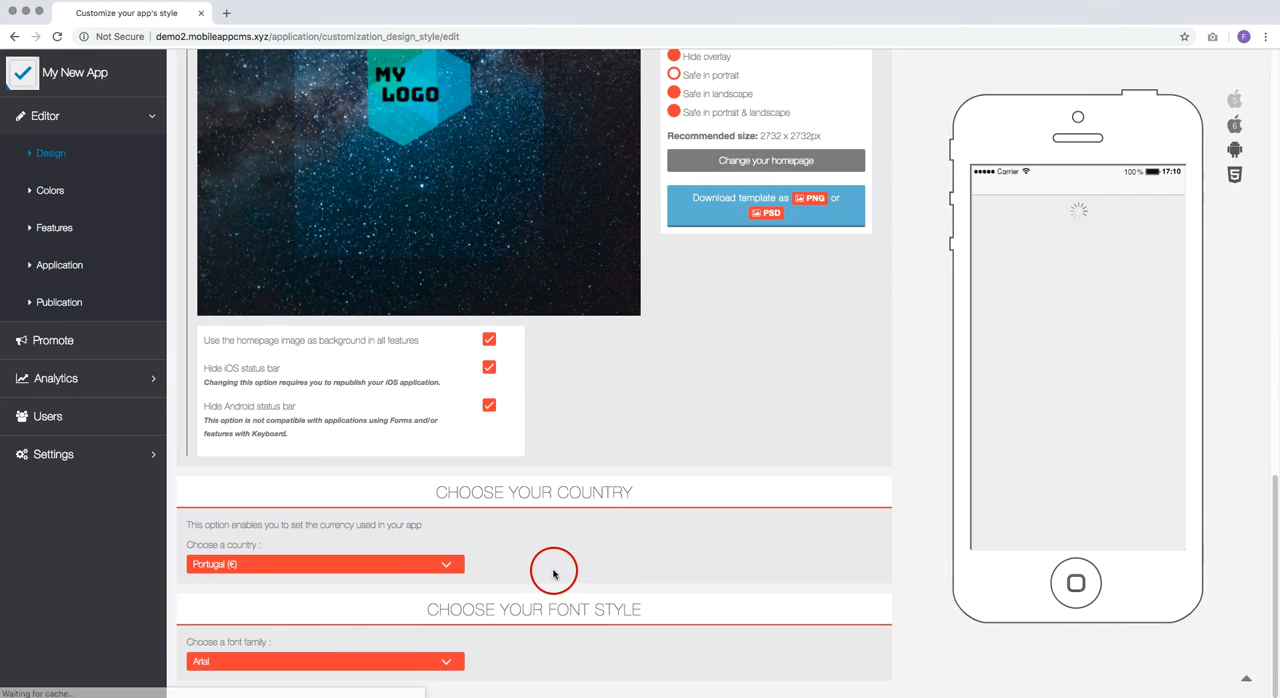 Customize your app's style
Not Secure
demo2.mobileappcms.xyz/application/customization_design_style/edit
F
My New App
Editor
Design
Colors
Features
Application
Publication
Promote
Analytics
Users
Settings
MY
LOGO
Hide overlay
Safe in portrait
Safe in landscape
Safe in portrait & landscape
Recommended size: 2732 x 2732px
Change your homepage
Download template as PNG or
PSD
Use the homepage image as background in all features
Hide iOS status bar
Changing this option requires you to republish your iOS application.
Hide Android status bar
This option is not compatible with applications using Forms and/or
features with Keyboard.
CHOOSE YOUR COUNTRY
This option enables you to set the currency used in your app
Choose a country :
Portugal (€)
CHOOSE YOUR FONT STYLE
Choose a font family :
Arial
Carrier
100 %
17:10
5
6
5
Waiting for cache...